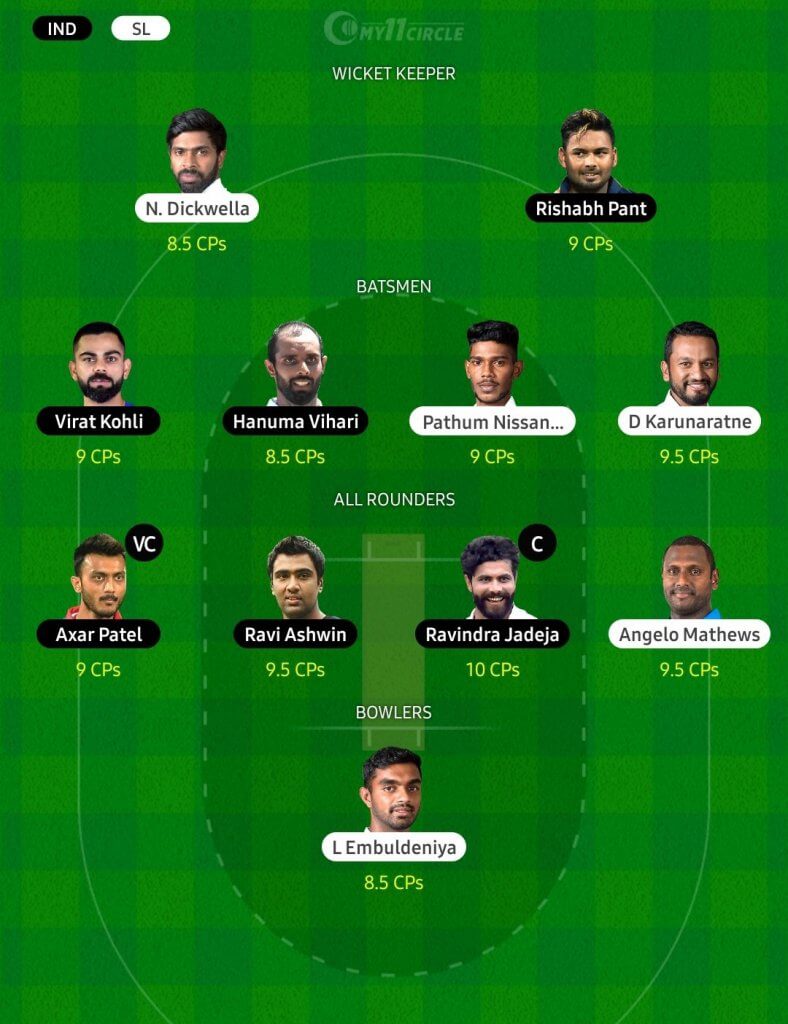 IND SL
MY11CIRCLE
WICKET KEEPER
N. Dickwella Rishabh Pant
8.5 CPs 9 CPs
BATSMEN
Virat Kohli Hanuma Vihari Pathum Nissan... D Karunaratne
9 CPs 8.5 CPs 9 CPs 9.5 CPs
ALL ROUNDERS
VC C
Axar Patel Ravi Ashwin Ravindra Jadeja Angelo Mathews
9 CPs 9.5 CPs 10 CPs 9.5 CPs
BOWLERS
L Embuldeniya
8.5 CPs